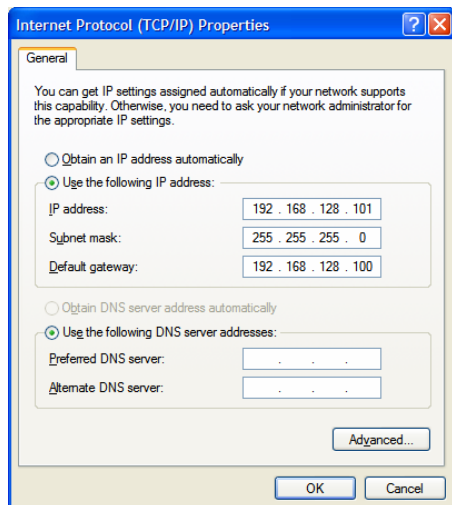 Internet Protocol (TCP/IP) Properties
General
You can get IP settings assigned automatically if your network supports
this capability. Otherwise, you need to ask your network administrator for
the appropriate IP settings.
Obtain an IP address automatically
Use the following IP address:
IP address: 192 . 168 . 128 . 101
Subnet mask: 255 . 255 . 255 . 0
Default gateway: 192 . 168 . 128 . 100
Obtain DNS server address automatically
Use the following DNS server addresses:
Preferred DNS server: . . .
Alternate DNS server: . . .
Advanced...
OK Cancel